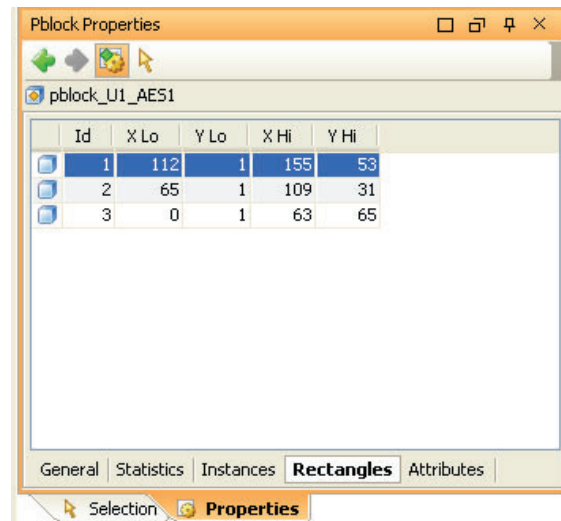 Pblock Properties
pblock_U1_AES1
Id X Lo Y Lo X Hi Y Hi
1 112 1 155 53
2 65 1 109 31
3 0 1 63 65
General Statistics Instances Rectangles Attributes
Selection Properties